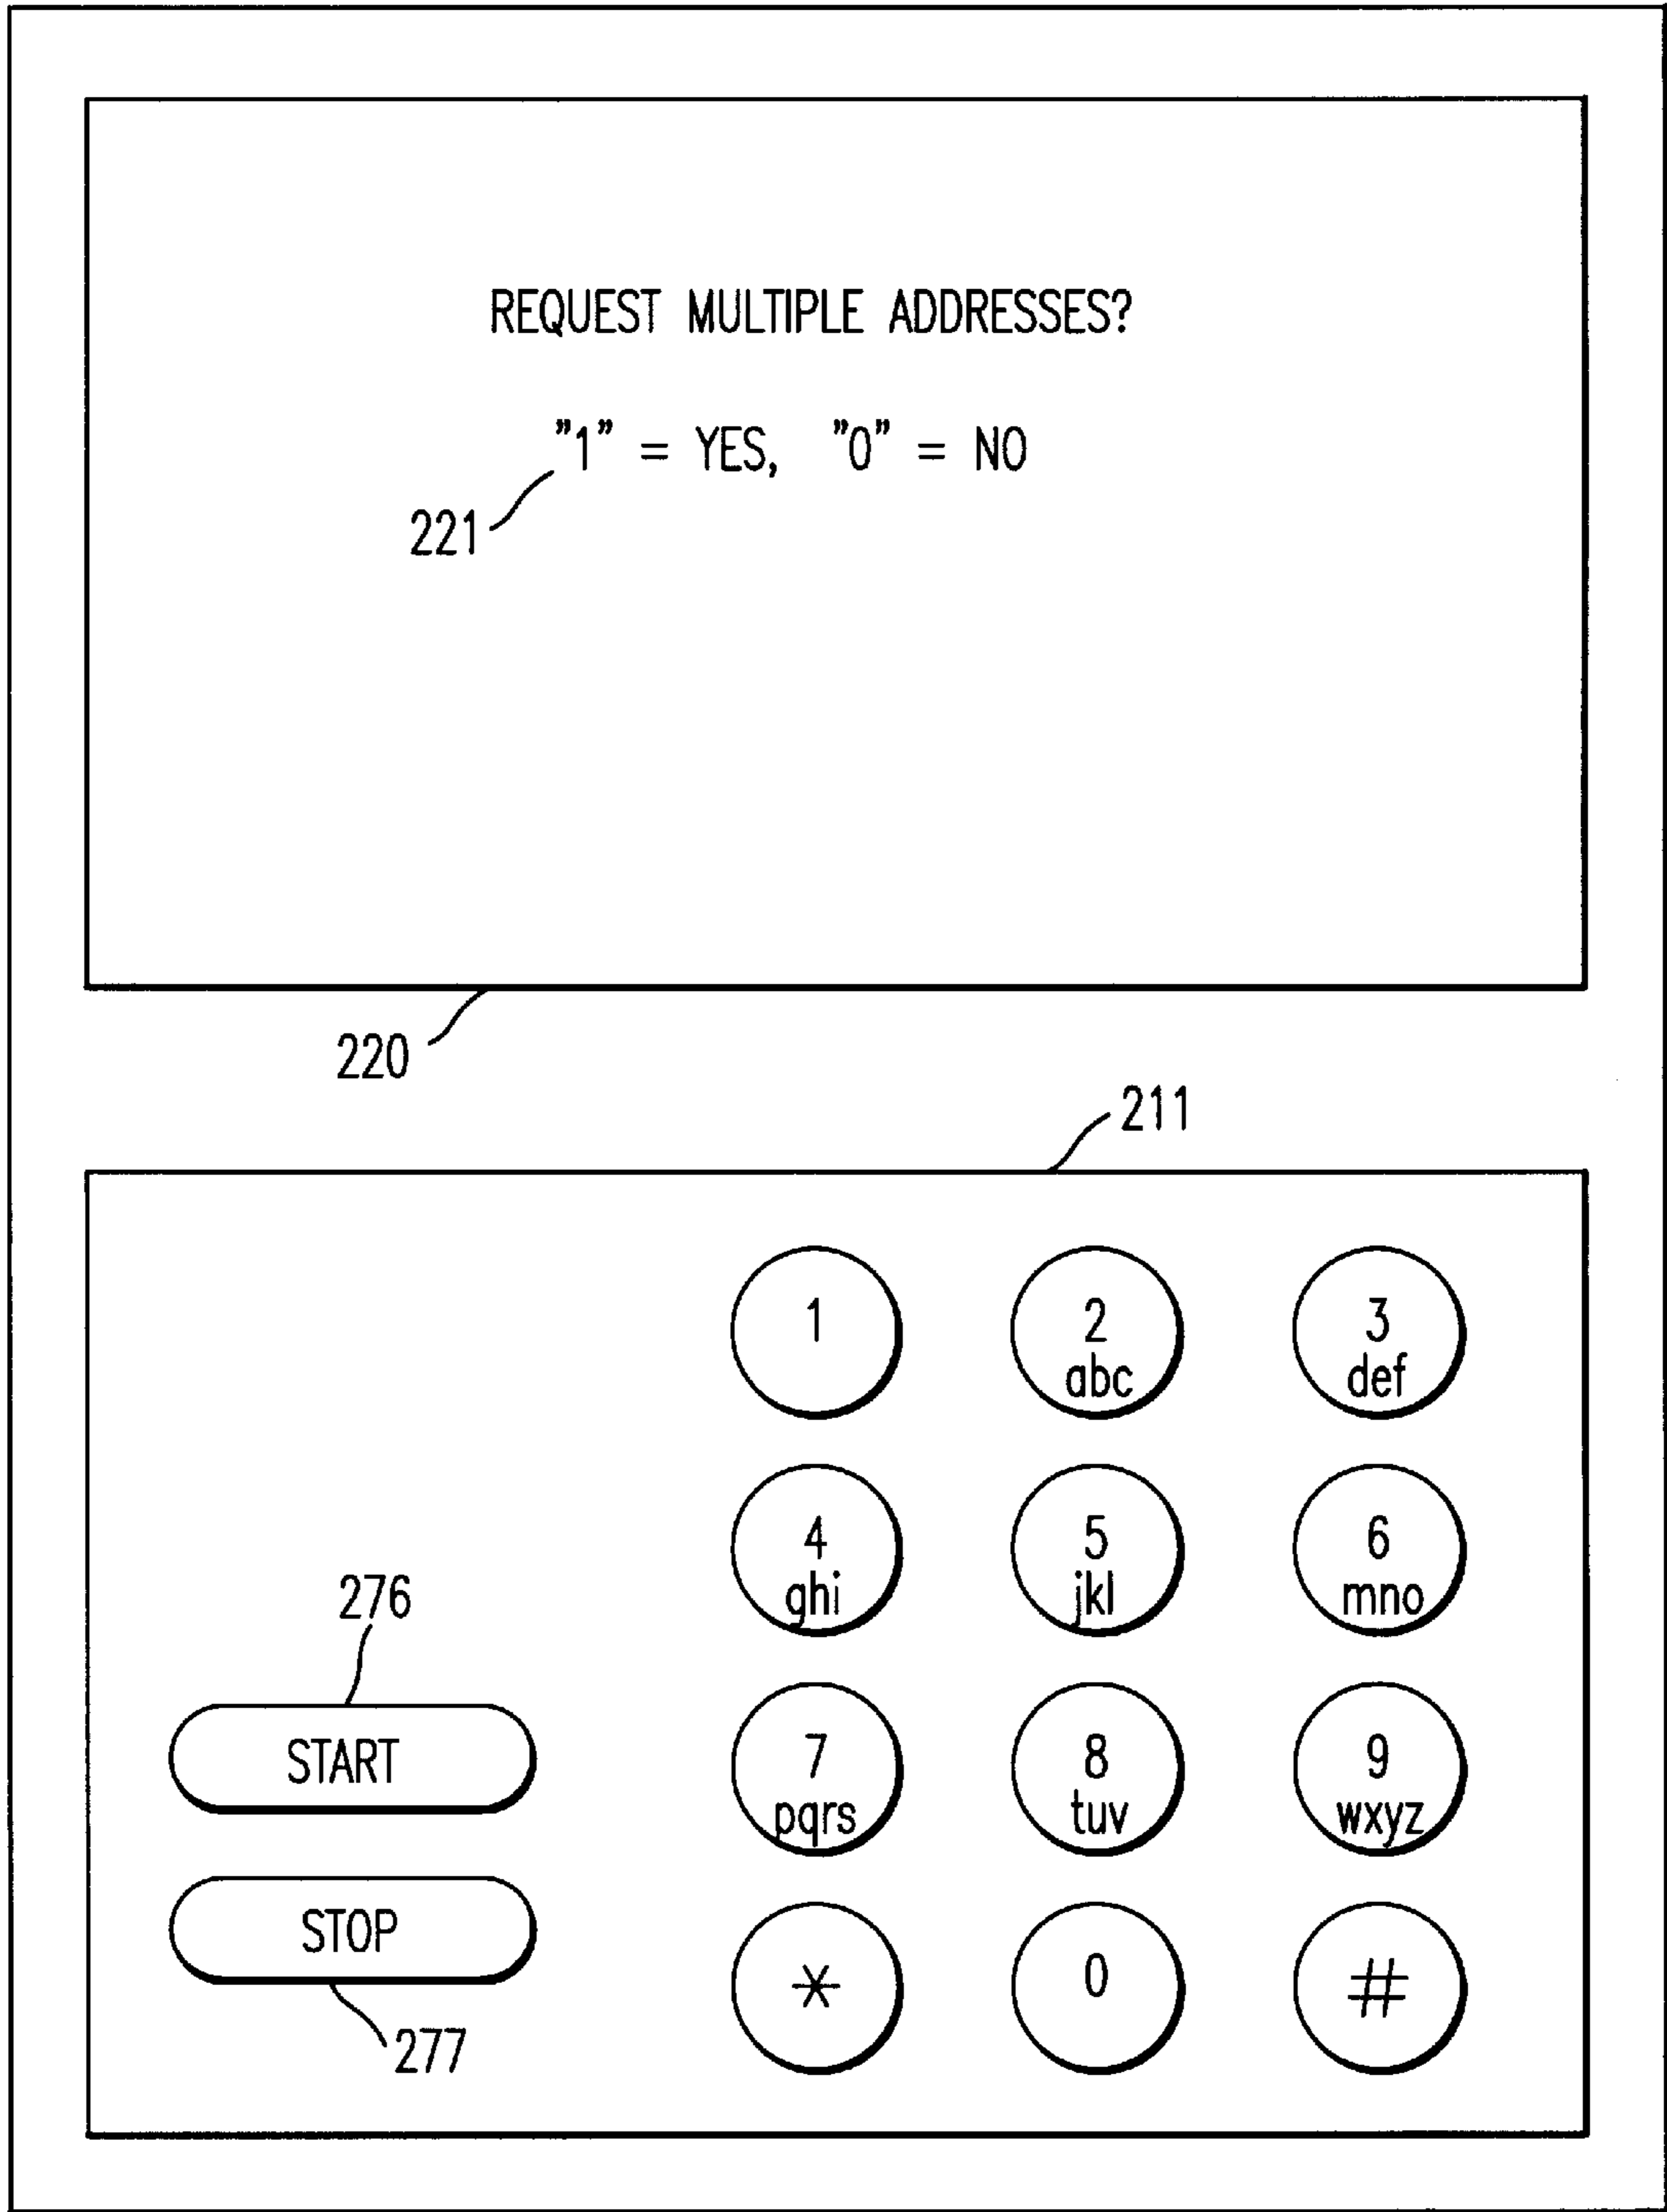 REQUEST MULTIPLE ADDRESSES?
"1" = YES, "0" = NO
221
220
211
1
2
abc
3
def
4
ghi
5
jkl
6
mno
276
START
7
pqrs
8
tuv
9
wxyz
STOP
*
0
#
277